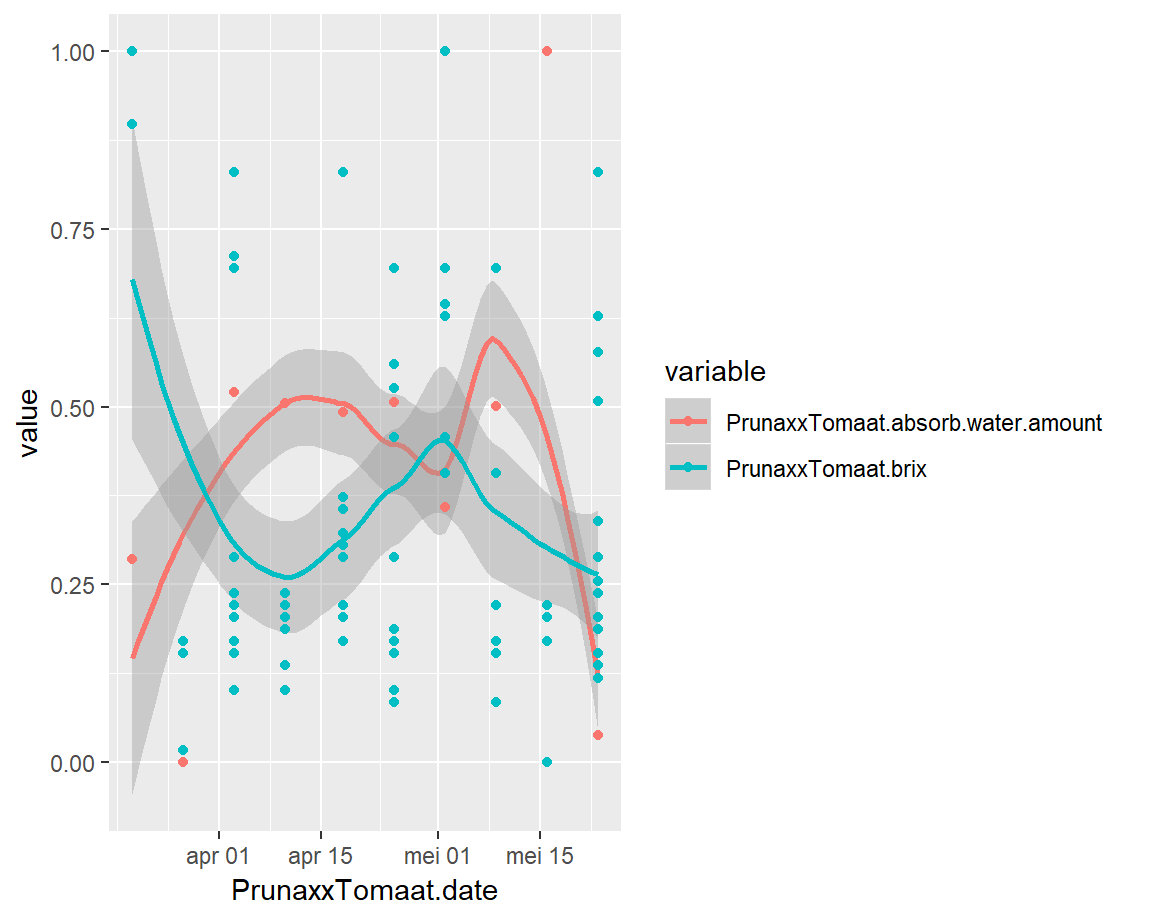 value
1.00
0.75
0.50
0.25
0.00
apr 01
apr 15
mei 01
mei 15
PrunaxxTomaat.date
variable
PrunaxxTomaat.absorb.water.amount
PrunaxxTomaat.brix